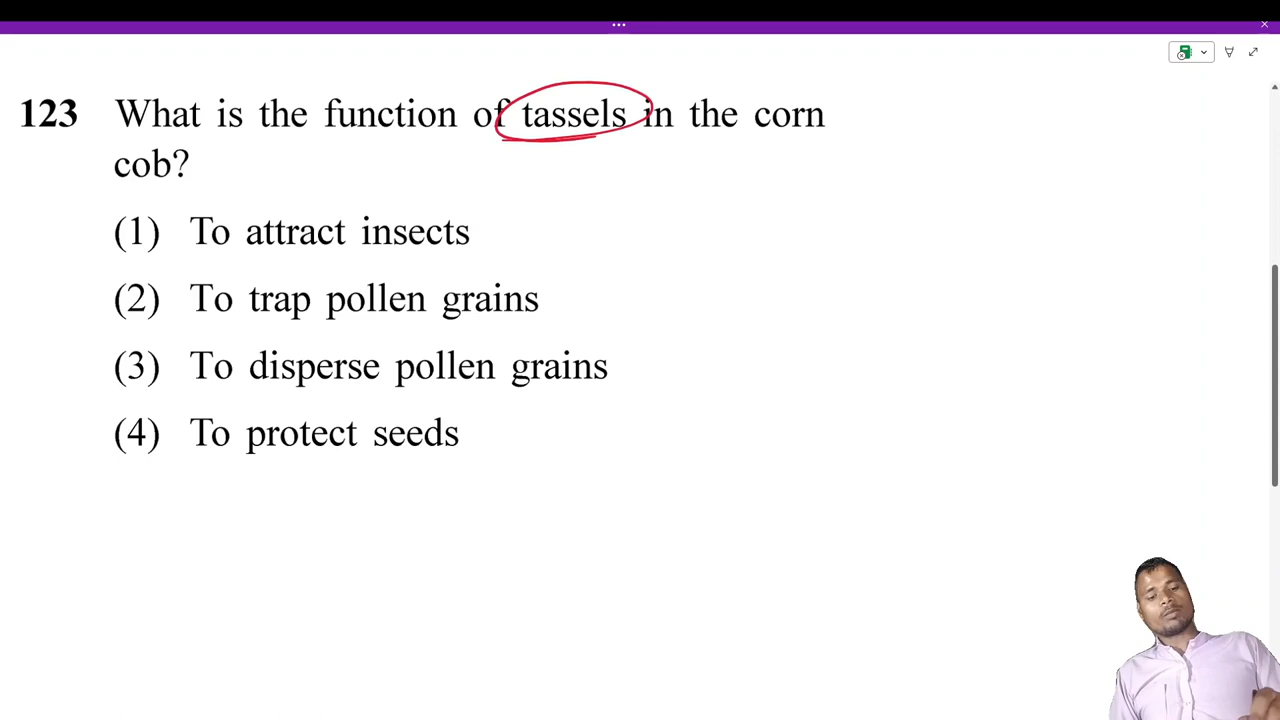 123 What is the function of tassels in the corn
cob?
(1) To attract insects
(2) To trap pollen grains
(3) To disperse pollen grains
(4) To protect seeds